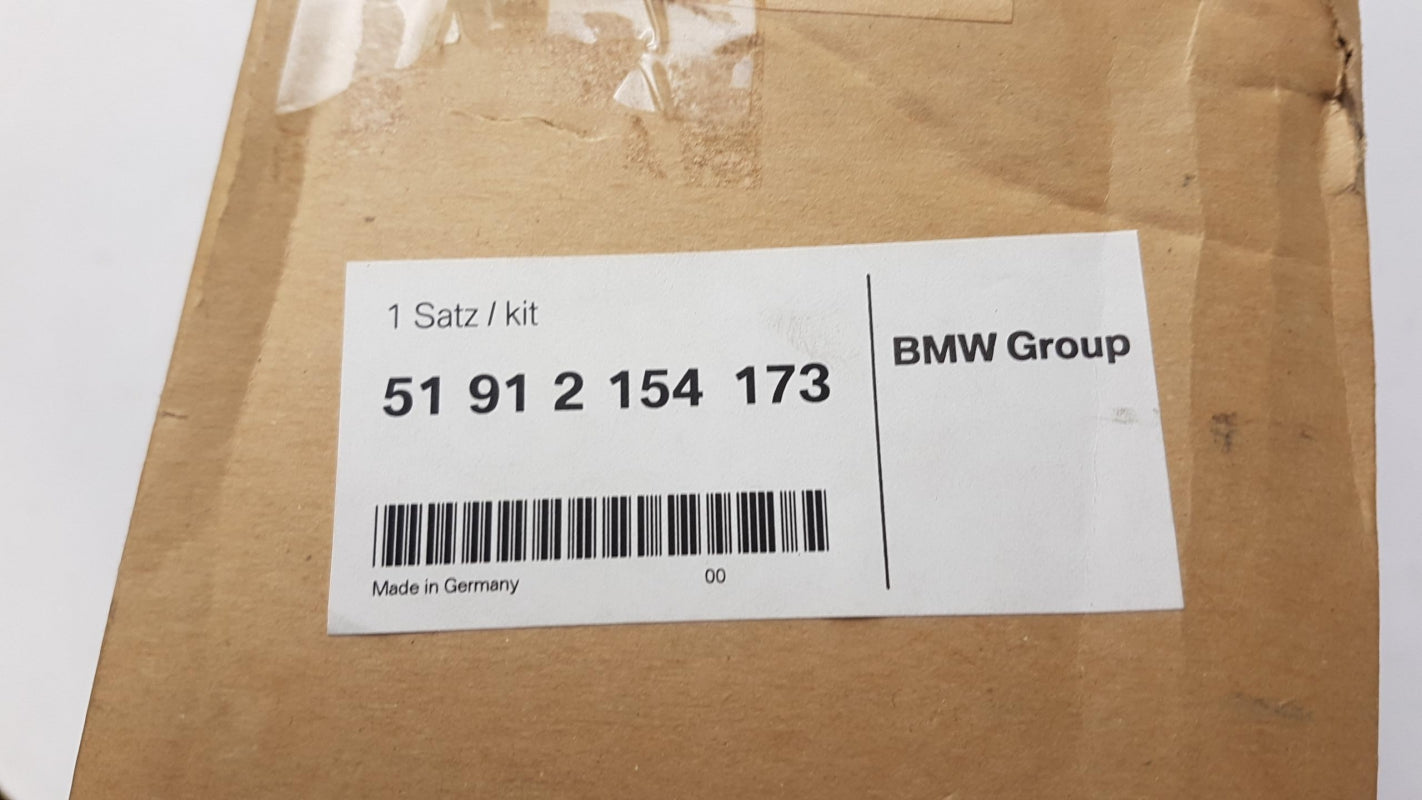 1 Satz / kit
51 91 2 154 173
BMW Group
Made in Germany
00